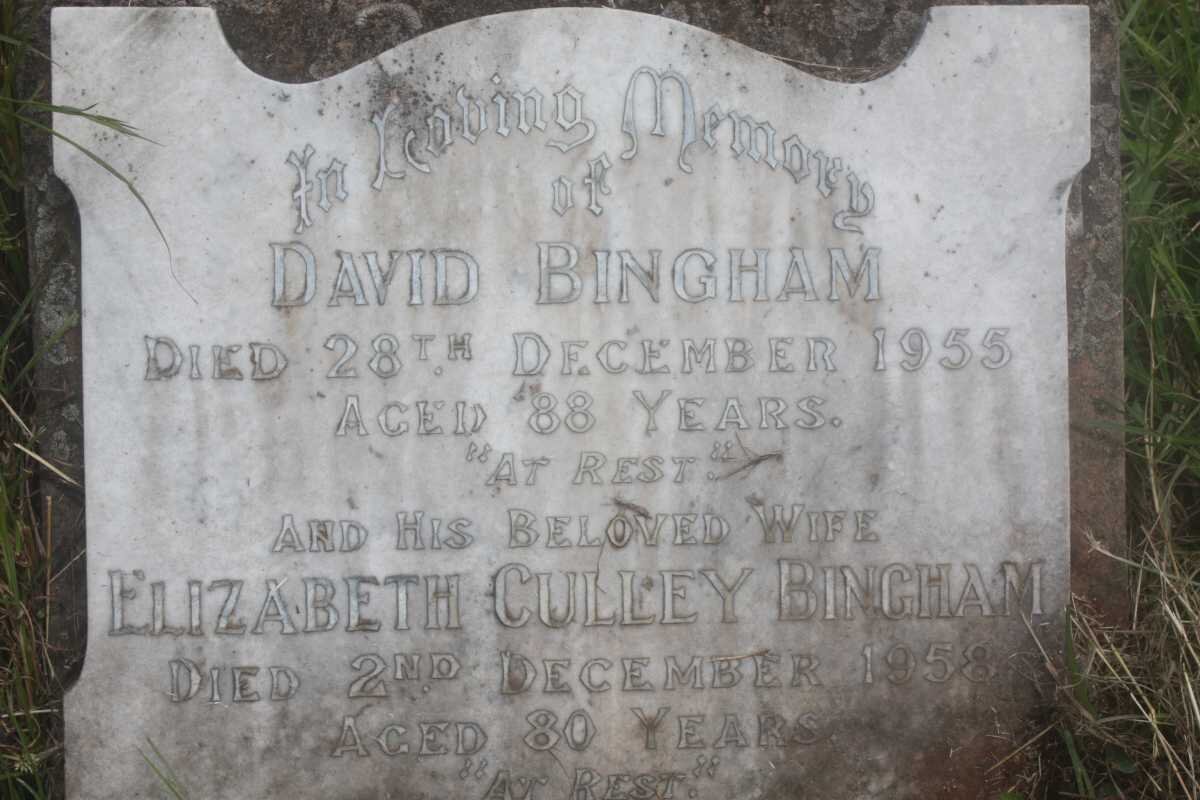 In Loving Memory
of
DAVID BINGHAM
DIED 28TH DECEMBER 1955
AGED 88 YEARS.
"AT REST."
AND HIS BELOVED WIFE
ELIZABETH CULLEY BINGHAM
DIED 2ND DECEMBER 1958
AGED 80 YEARS.
"AT REST."